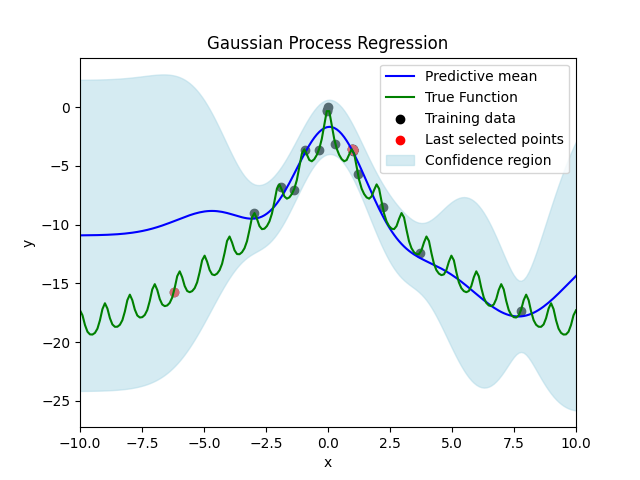 Gaussian Process Regression
Predictive mean
True Function
Training data
Last selected points
Confidence region
y
0
−5
−10
−15
−20
−25
−10.0 −7.5 −5.0 −2.5 0.0 2.5 5.0 7.5 10.0
x